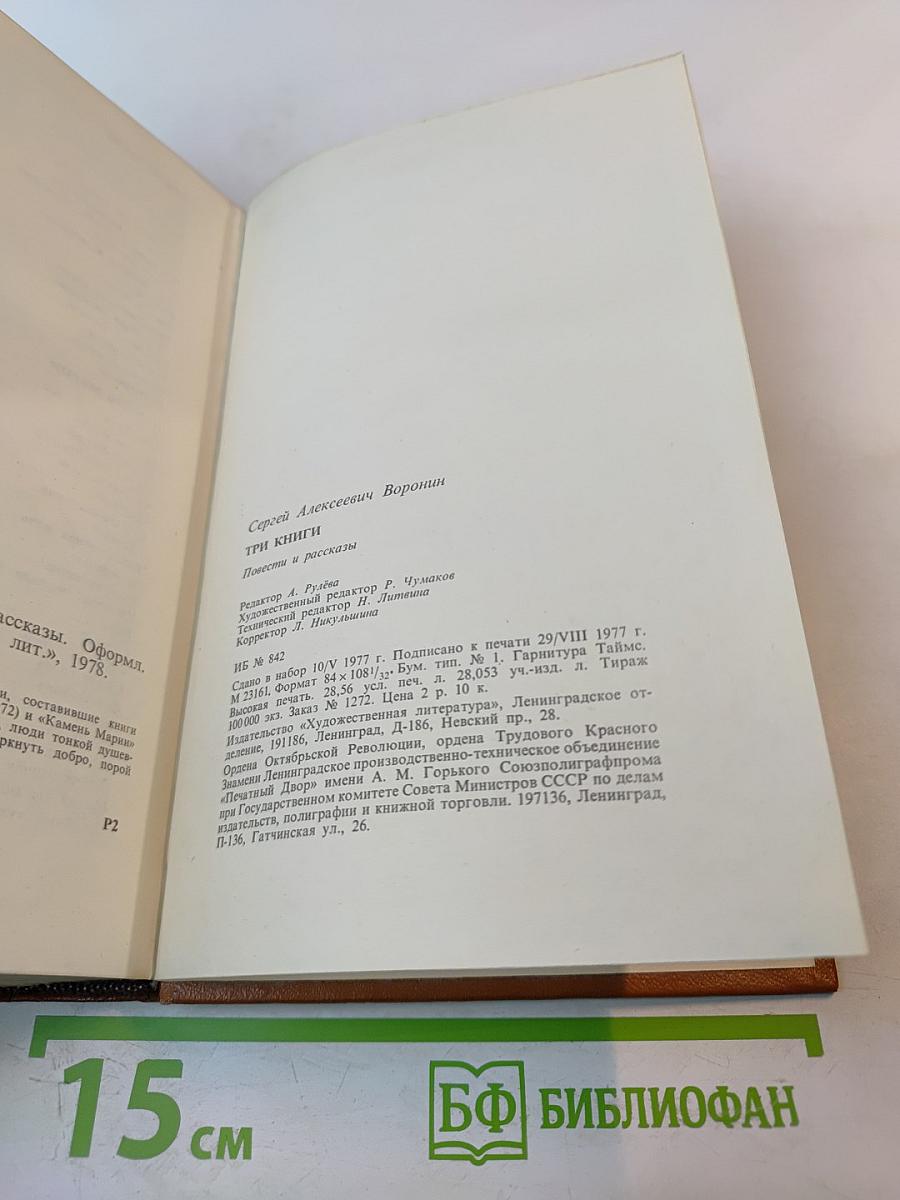 ассказы. Оформл.
лит.», 1978.
и, составившие книги
72) и «Камень Марии»
люди тонкой душев-
ркнуть добро, порой
Р2
Сергей Алексеевич Воронин
ТРИ КНИГИ
Повести и рассказы
Редактор А. Рулёва
Художественный редактор Р. Чумаков
Технический редактор Н. Литвина
Корректор Л. Никульшина
ИБ № 842
Сдано в набор 10/V 1977 г. Подписано к печати 29/VIII 1977 г.
М 23161. Формат 84×108¹/₃₂. Бум. тип. № 1. Гарнитура Таймс.
Высокая печать. 28,56 усл. печ. л. 28,053 уч.-изд. л. Тираж
100 000 экз. Заказ № 1272. Цена 2 р. 10 к.
Издательство «Художественная литература», Ленинградское от-
деление, 191186, Ленинград, Д-186, Невский пр., 28.
Ордена Октябрьской Революции, ордена Трудового Красного
Знамени Ленинградское производственно-техническое объединение
«Печатный Двор» имени А. М. Горького Союзполиграфпрома
при Государственном комитете Совета Министров СССР по делам
издательств, полиграфии и книжной торговли. 197136, Ленинград,
П-136, Гатчинская ул., 26.
15 см
БФ БИБЛИОФАН